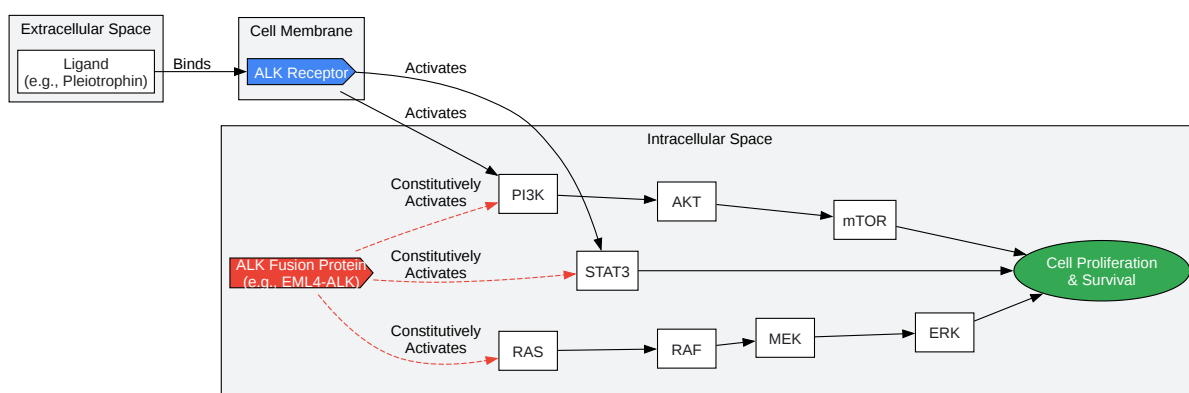 Extracellular Space
Ligand
(e.g., Pleiotrophin)
Binds
Cell Membrane
ALK Receptor
Activates
Activates
Intracellular Space
Constitutively
Activates
PI3K
AKT
mTOR
ALK Fusion Protein
(e.g., EML4-ALK)
Constitutively
Activates
STAT3
Cell Proliferation
& Survival
Constitutively
Activates
RAS
RAF
MEK
ERK